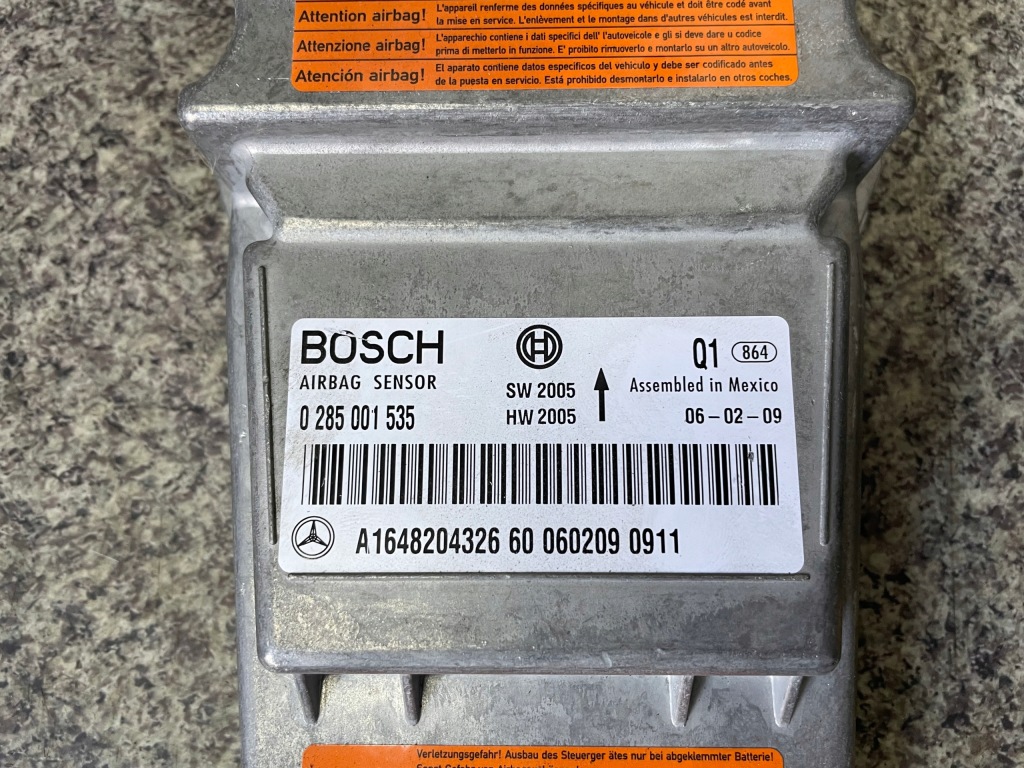 Attention airbag! L'appareil renferme des données spécifiques au véhicule et doit être codé avant
la mise en service. L'enlèvement et le montage dans d'autres véhicules est interdit.
Attenzione airbag! L'apparechio contiene i dati specifici dell' l'autoveicole e gli si deve dare u codice
prima di metterlo in funzione. E' proibito rimuoverlo e montarlo su un altro autoveicolo.
Atención airbag! El aparato contiene datos especificos del vehiculo y debe ser codificado antes
de la puesta en servicio. Está prohibido desmontarlo e instalarlo en otros coches.
BOSCH
Q1 864
AIRBAG SENSOR
SW 2005
Assembled in Mexico
0 285 001 535
HW 2005
06-02-09
A1648204326 60 060209 0911
Verletzungsgefahr! Ausbau des Steuerger ätes nur bei abgeklemmter Batterie!